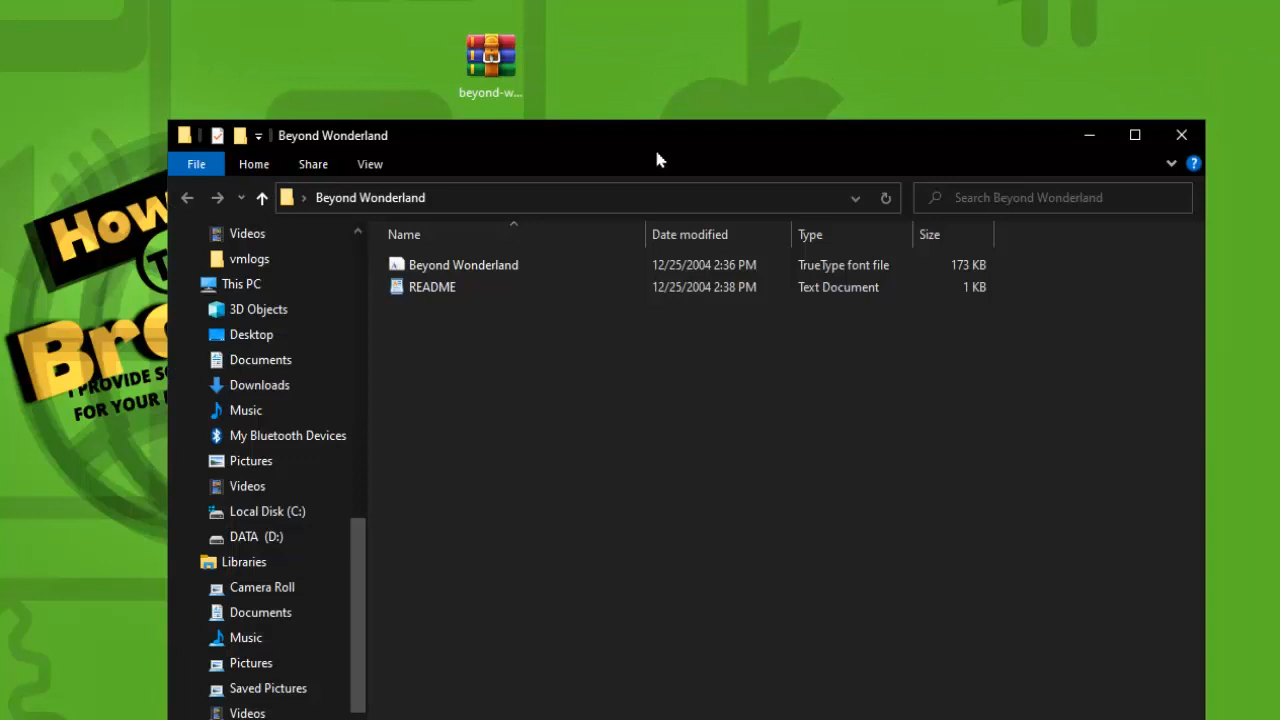 beyond-w...
Beyond Wonderland
File
Home
Share
View
Beyond Wonderland
Search Beyond Wonderland
Name
Date modified
Type
Size
Beyond Wonderland
12/25/2004 2:36 PM
TrueType font file
173 KB
README
12/25/2004 2:38 PM
Text Document
1 KB
Videos
vmlogs
This PC
3D Objects
Desktop
Documents
Downloads
Music
My Bluetooth Devices
Pictures
Videos
Local Disk (C:)
DATA (D:)
Libraries
Camera Roll
Documents
Music
Pictures
Saved Pictures
Videos
How
I PROVIDE
FOR YOUR